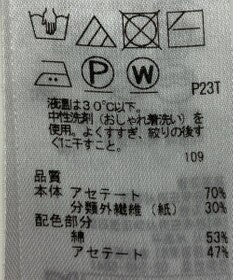 P W
P23T
液温は30℃以下。
中性洗剤(おしゃれ着洗い)を
使用。よくすすぎ、絞りの後す
ぐに干すこと。
109
品質
本体 アセテート 70%
分類外繊維(紙) 30%
配色部分
綿 53%
アセテート 47%